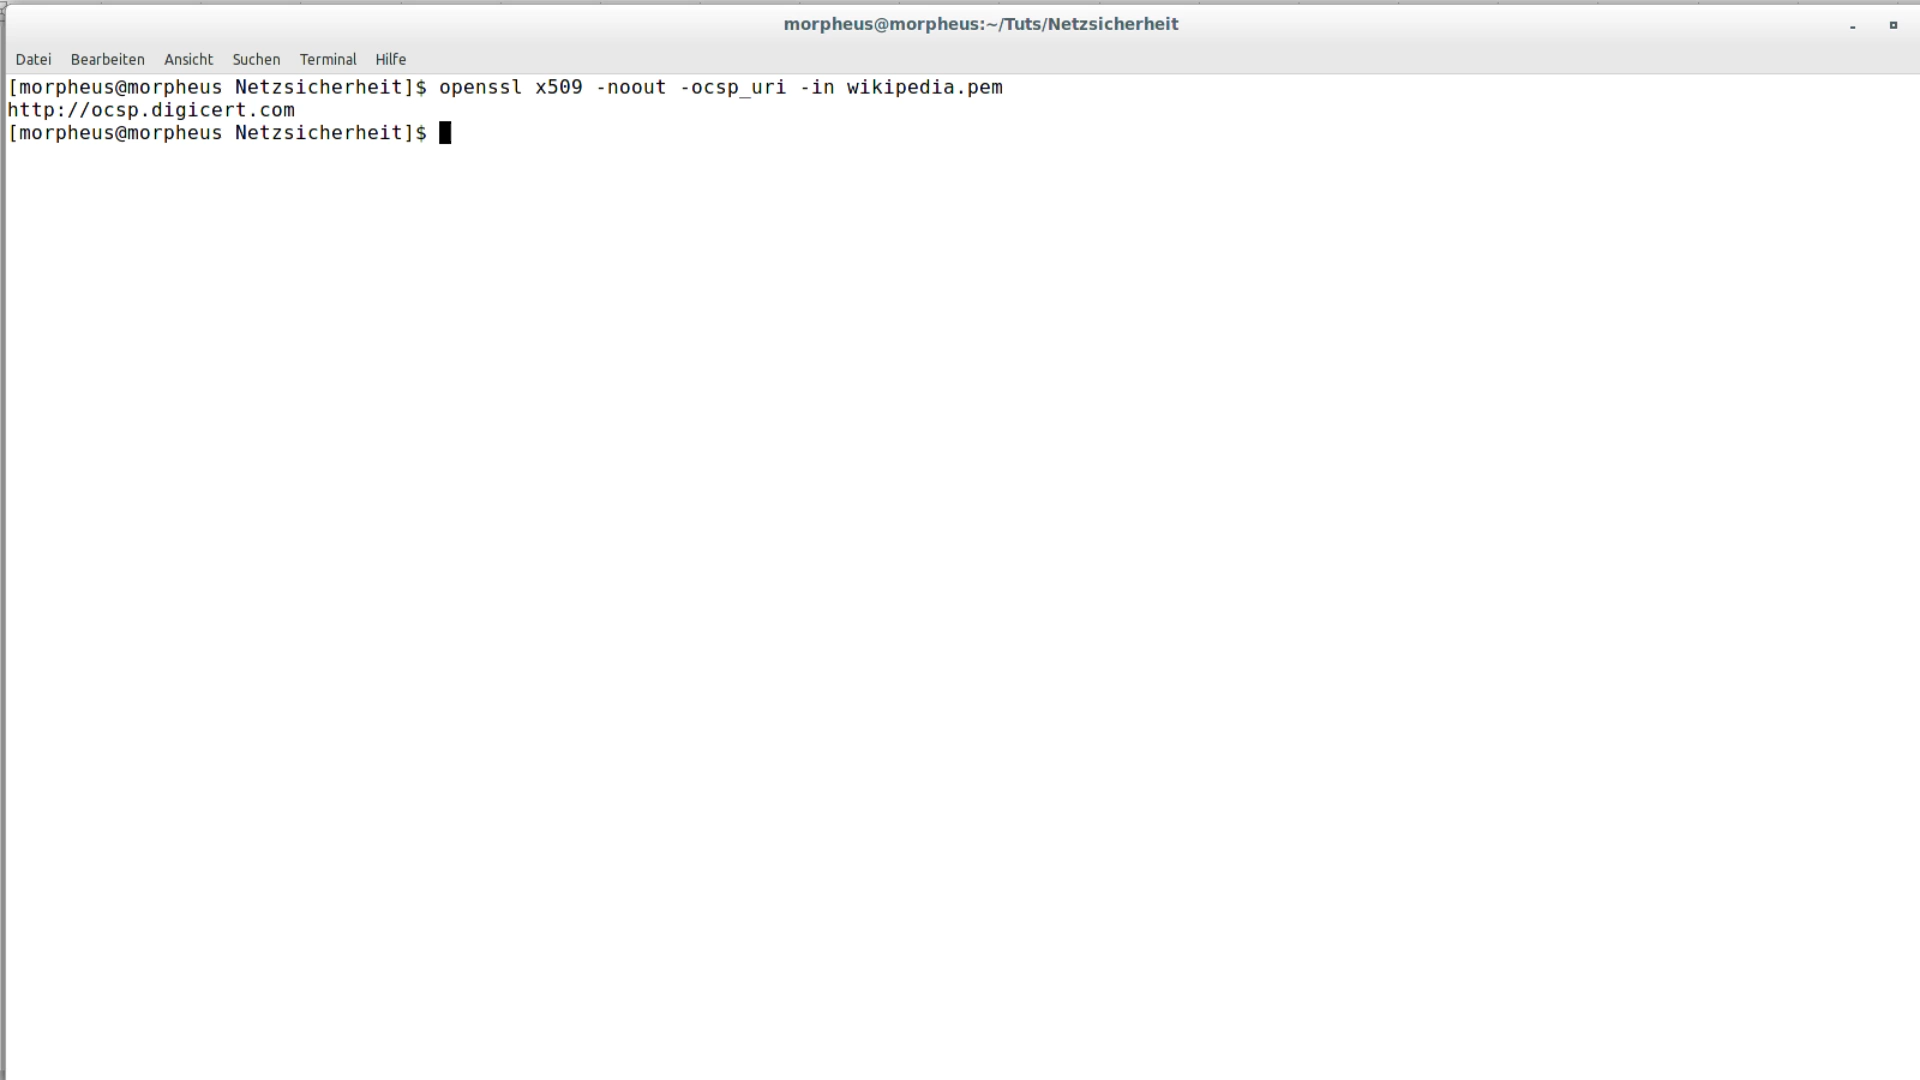 morpheus@morpheus:~/Tuts/Netzsicherheit
Datei Bearbeiten Ansicht Suchen Terminal Hilfe
[morpheus@morpheus Netzsicherheit]$ openssl x509 -noout -ocsp_uri -in wikipedia.pem
http://ocsp.digicert.com
[morpheus@morpheus Netzsicherheit]$